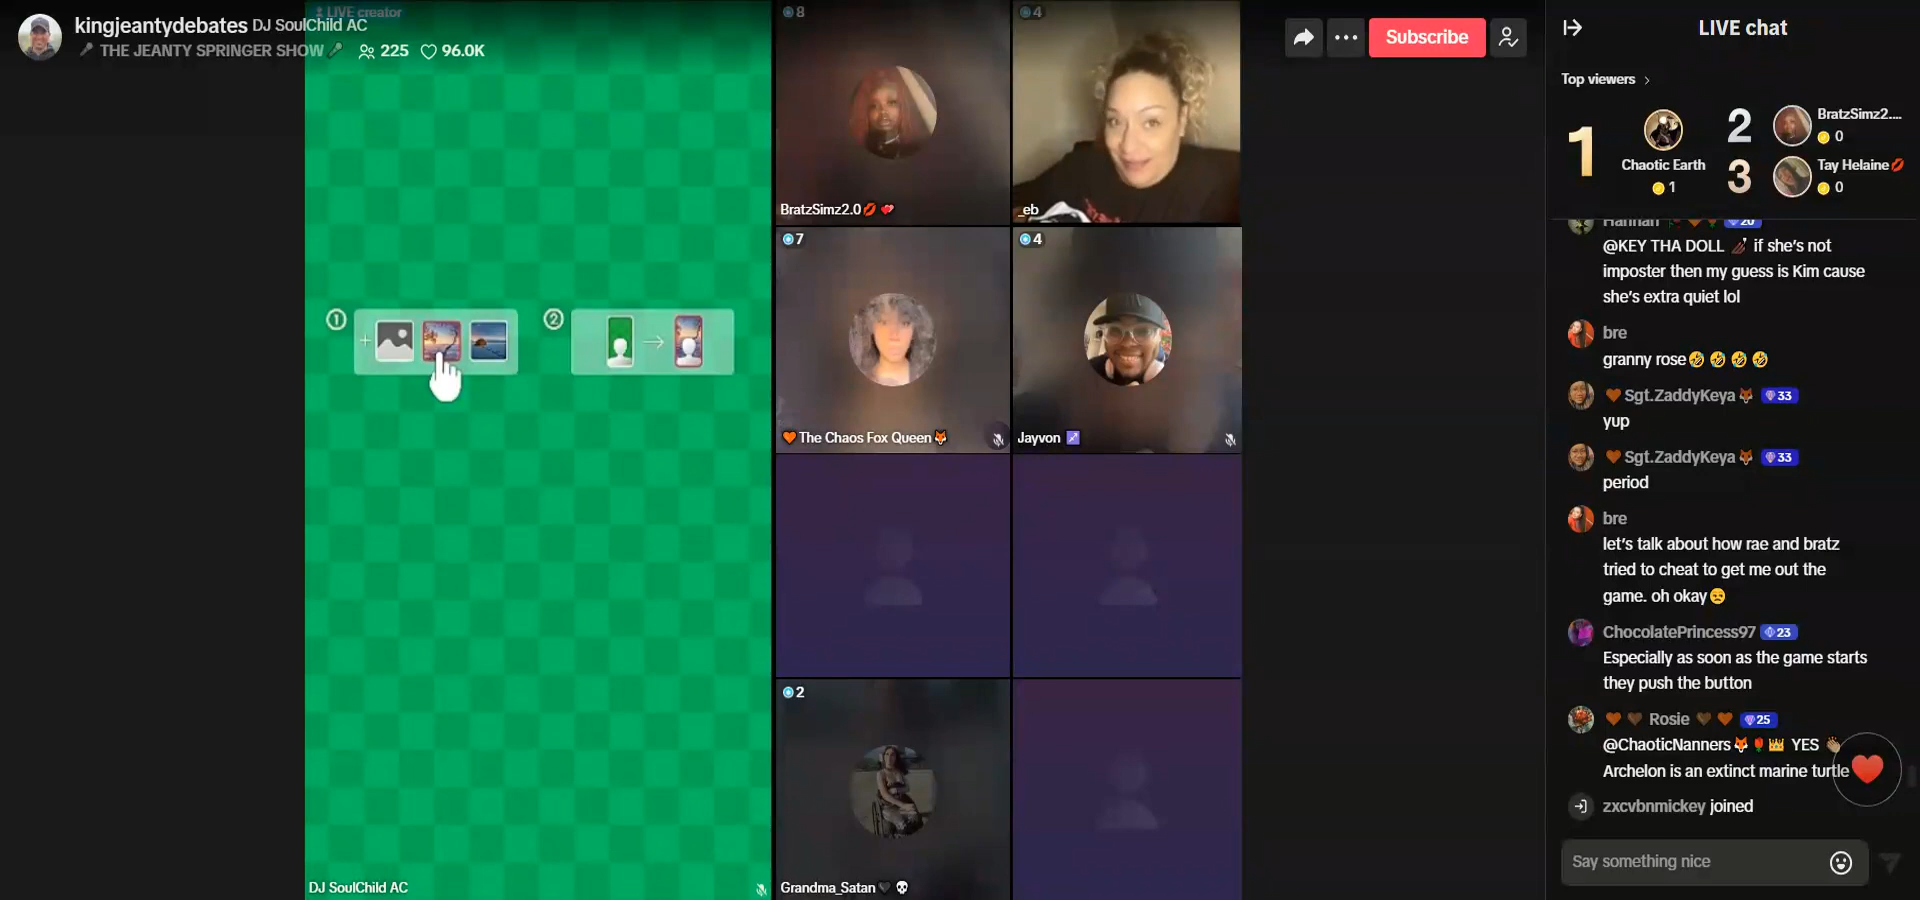 kingjeantydebates DJ SoulChild AC
THE JEANTY SPRINGER SHOW
225 96.0K
LIVE creator
Subscribe
8
4
BratzSimz2.0
_eb
7
4
The Chaos Fox Queen
Jayvon
1
2
2
DJ SoulChild AC
Grandma_Satan
LIVE chat
Top viewers
1
Chaotic Earth
1
2
BratzSimz2....
0
3
Tay Helaine💋
0
Hannah 20
@KEY THA DOLL 💅🏿 if she's not
imposter then my guess is Kim cause
she's extra quiet lol
bre
granny rose🤣 🤣 🤣 🤣
🧡 Sgt.ZaddyKeya 🦊 33
yup
🧡 Sgt.ZaddyKeya 🦊 33
period
bre
let's talk about how rae and bratz
tried to cheat to get me out the
game. oh okay😒
ChocolatePrincess97 23
Especially as soon as the game starts
they push the button
🧡 🤎 Rosie 🤎 🧡 25
@ChaoticNanners🦊🌹👑 YES 👏🏽
Archelon is an extinct marine turtle
zxcvbnmickey joined
Say something nice